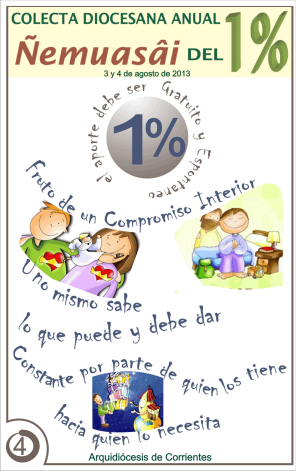 COLECTA DIOCESANA ANUAL
Ñemuasâi DEL 1%
3 y 4 de agosto de 2013
el aporte debe ser Gratuito y Espontaneo
1%
Fruto de un Compromiso Interior
Uno mismo sabe
lo que puede y debe dar
Constante por parte de quien los tiene
hacia quien lo necesita
4
Arquidiócesis de Corrientes